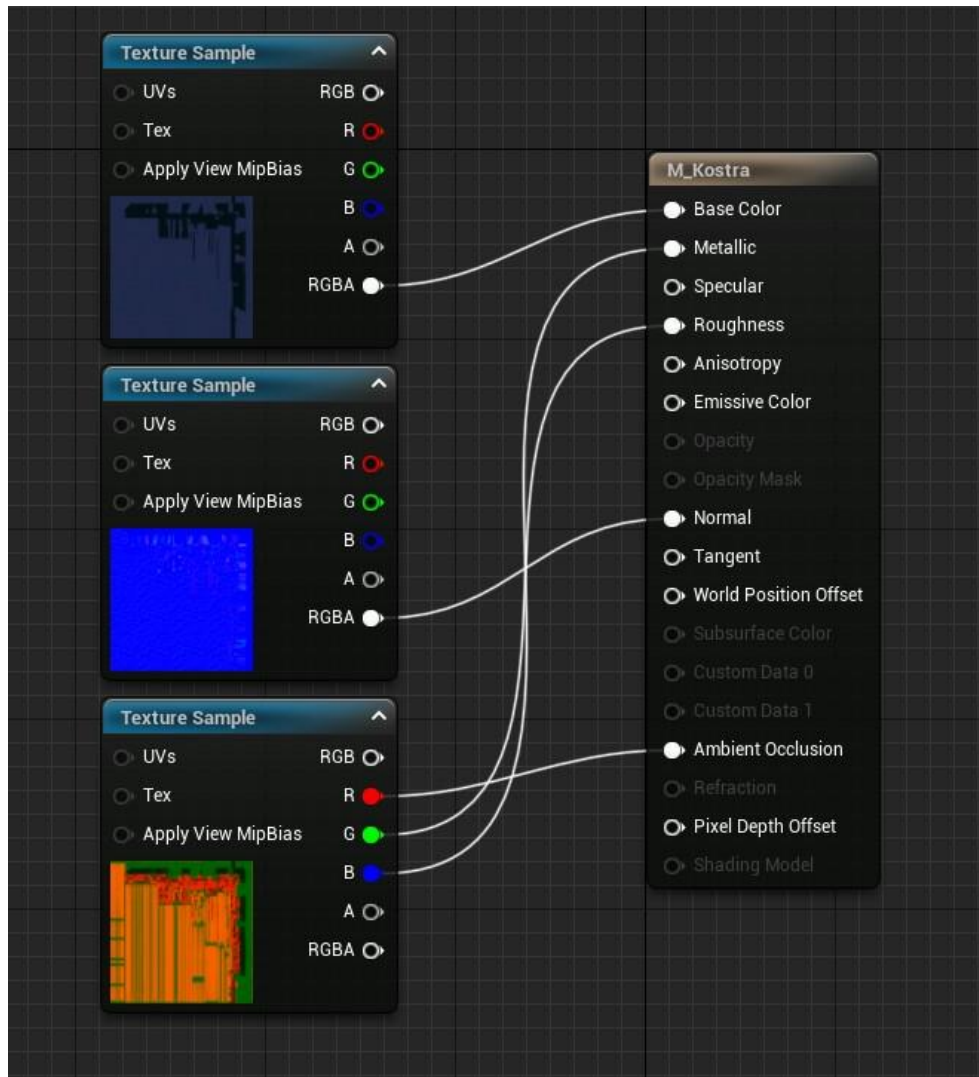 Texture Sample
UVs RGB
Tex R
Apply View MipBias G
B
A
RGBA
Texture Sample
UVs RGB
Tex R
Apply View MipBias G
B
A
RGBA
Texture Sample
UVs RGB
Tex R
Apply View MipBias G
B
A
RGBA
M_Kostra
Base Color
Metallic
Specular
Roughness
Anisotropy
Emissive Color
Opacity
Opacity Mask
Normal
Tangent
World Position Offset
Subsurface Color
Custom Data 0
Custom Data 1
Ambient Occlusion
Refraction
Pixel Depth Offset
Shading Model